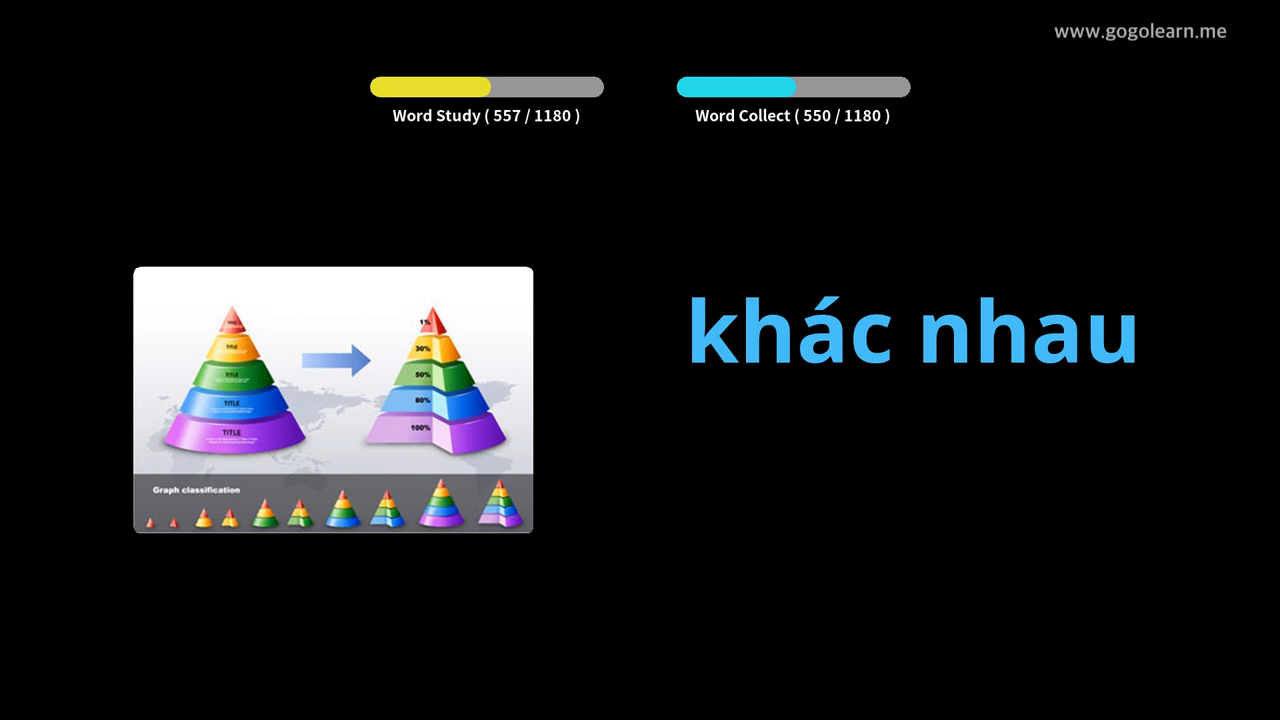 www.gogolearn.me
Word Study ( 557 / 1180 )
Word Collect ( 550 / 1180 )
khác nhau
TITLE
TITLE
TITLE
TITLE
1%
30%
50%
80%
100%
Graph classification